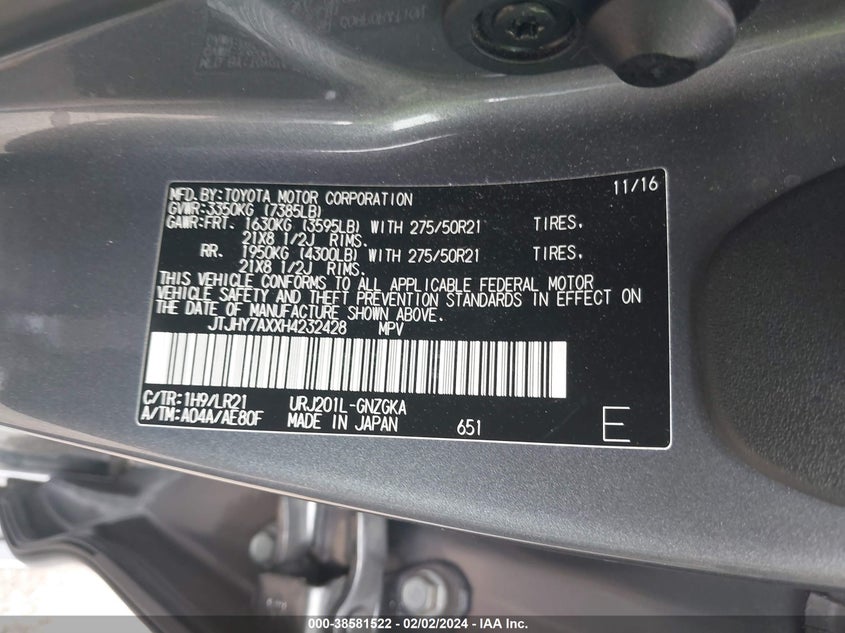 11/16
MFD.BY:TOYOTA MOTOR CORPORATION
GVWR:3350KG (7385LB)
GAWR:FRT. 1630KG (3595LB) WITH 275/50R21 TIRES.
21X8 1/2J RIMS.
RR. 1950KG (4300LB) WITH 275/50R21 TIRES.
21X8 1/2J RIMS.
THIS VEHICLE CONFORMS TO ALL APPLICABLE FEDERAL MOTOR
VEHICLE SAFETY AND THEFT PREVENTION STANDARDS IN EFFECT ON
THE DATE OF MANUFACTURE SHOWN ABOVE.
JTJHY7AXXH4232428 MPV
C/TR:1H9/LR21 URJ201L-GNZGKA
A/TM:A04A/AE80F MADE IN JAPAN 651 E
000-38581522 - 02/02/2024 - IAA Inc.